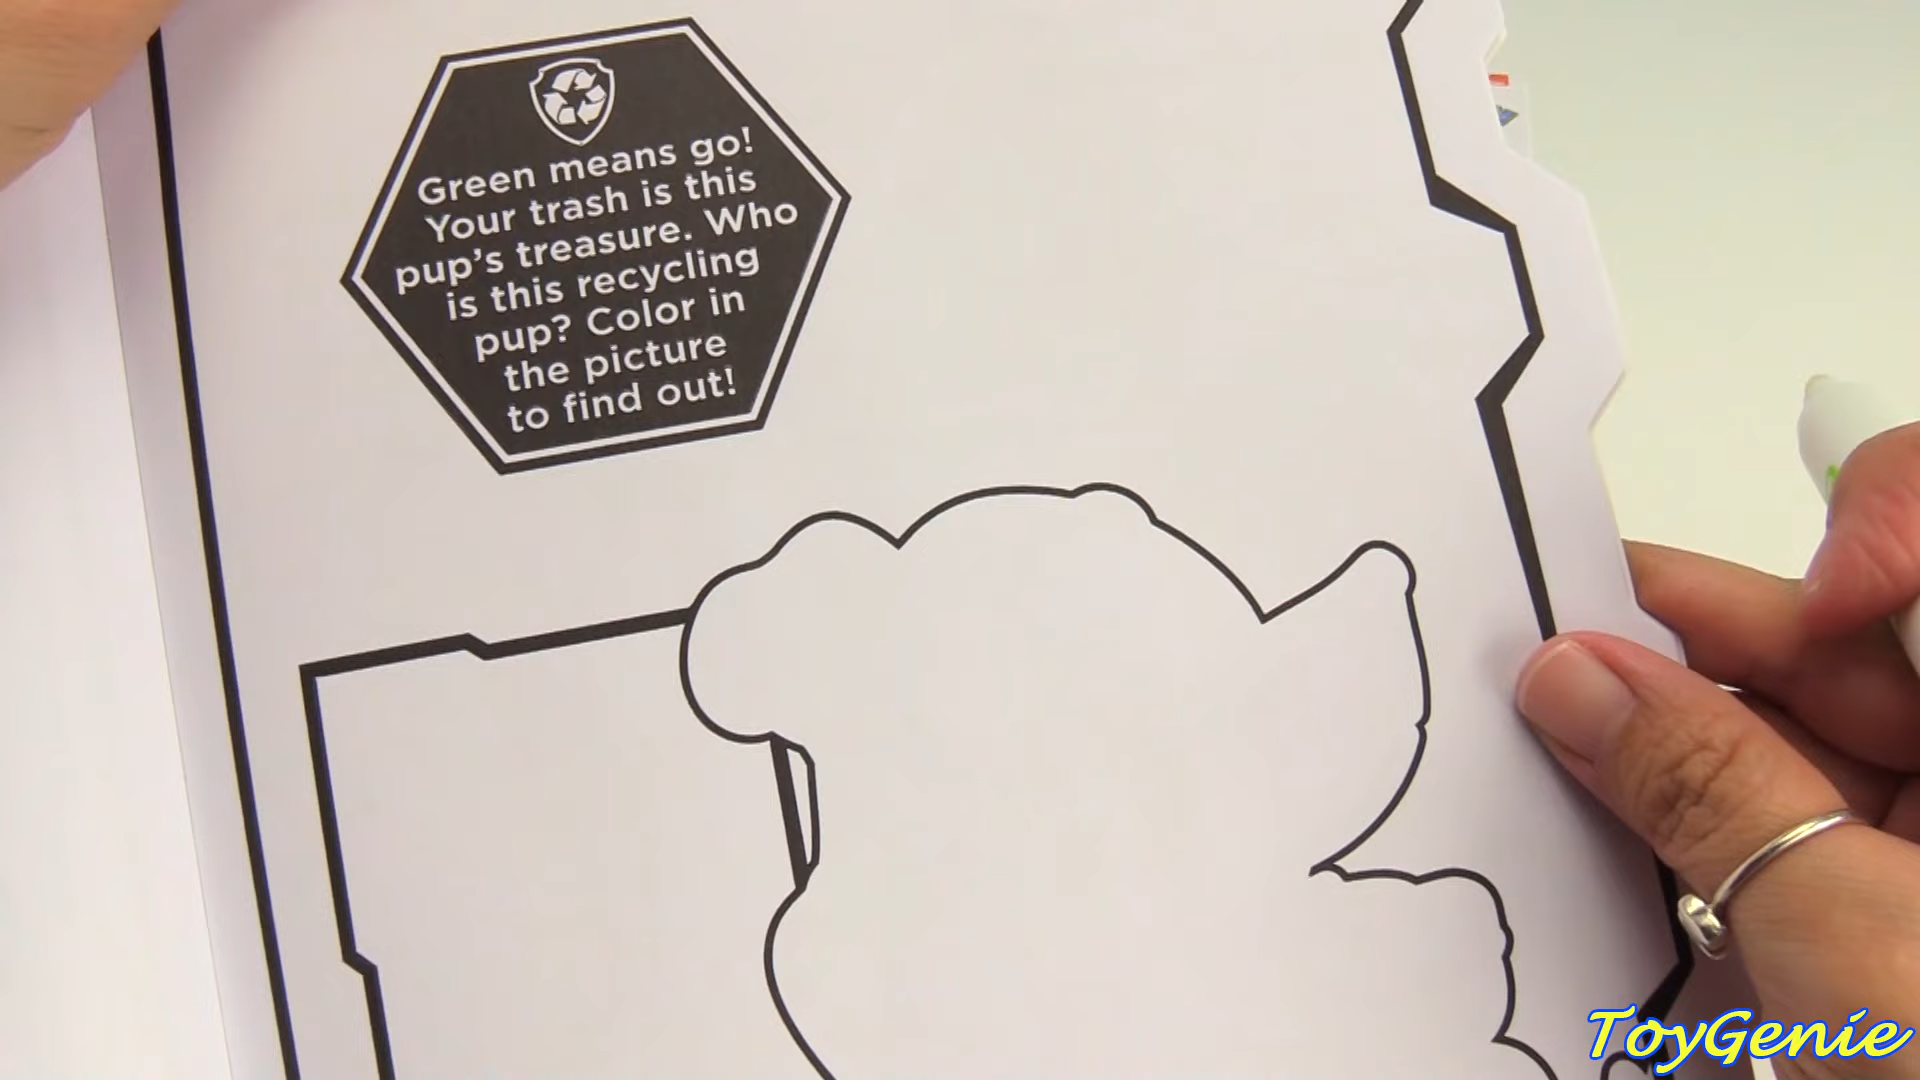 Green means go!
Your trash is this
pup's treasure. Who
is this recycling
pup? Color in
the picture
to find out!
ToyGenie